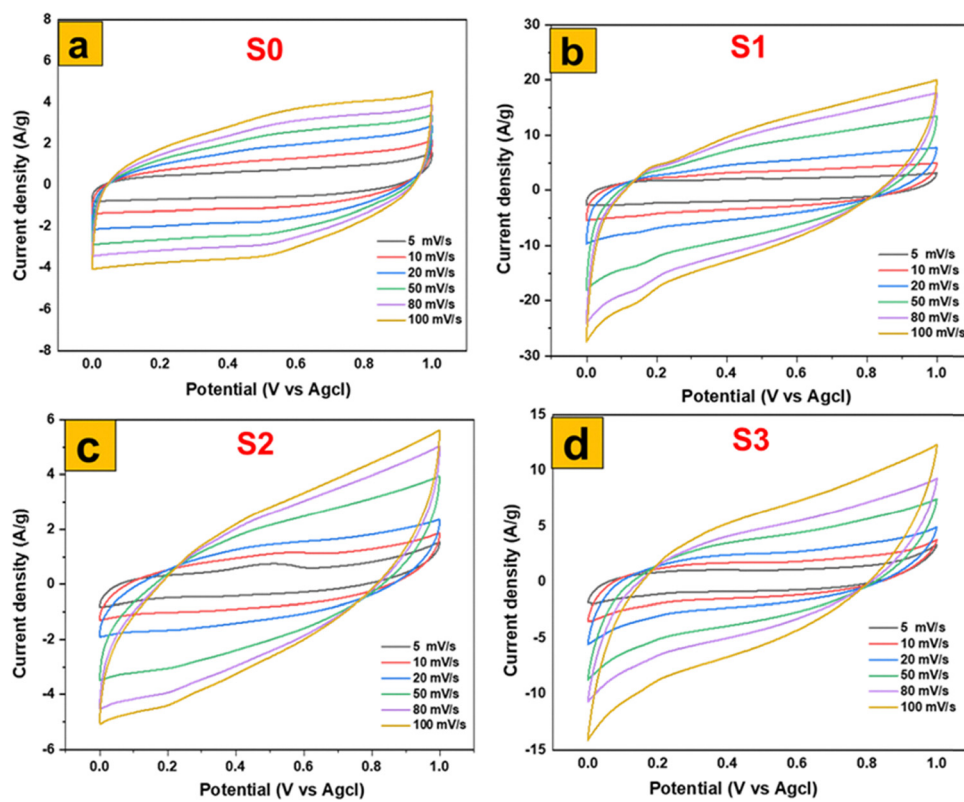 a
S0
Current density (A/g)
8
6
4
2
0
-2
-4
-6
-8
5 mV/s
10 mV/s
20 mV/s
50 mV/s
80 mV/s
100 mV/s
0.0 0.2 0.4 0.6 0.8 1.0
Potential (V vs Agcl)
b
S1
Current density (A/g)
30
20
10
0
-10
-20
-30
5 mV/s
10 mV/s
20 mV/s
50 mV/s
80 mV/s
100 mV/s
0.0 0.2 0.4 0.6 0.8 1.0
Potential (V vs Agcl)
c
S2
Current density (A/g)
6
4
2
0
-2
-4
-6
5 mV/s
10 mV/s
20 mV/s
50 mV/s
80 mV/s
100 mV/s
0.0 0.2 0.4 0.6 0.8 1.0
Potential (V vs Agcl)
d
S3
Current density (A/g)
15
10
5
0
-5
-10
-15
5 mV/s
10 mV/s
20 mV/s
50 mV/s
80 mV/s
100 mV/s
0.0 0.2 0.4 0.6 0.8 1.0
Potential (V vs Agcl)